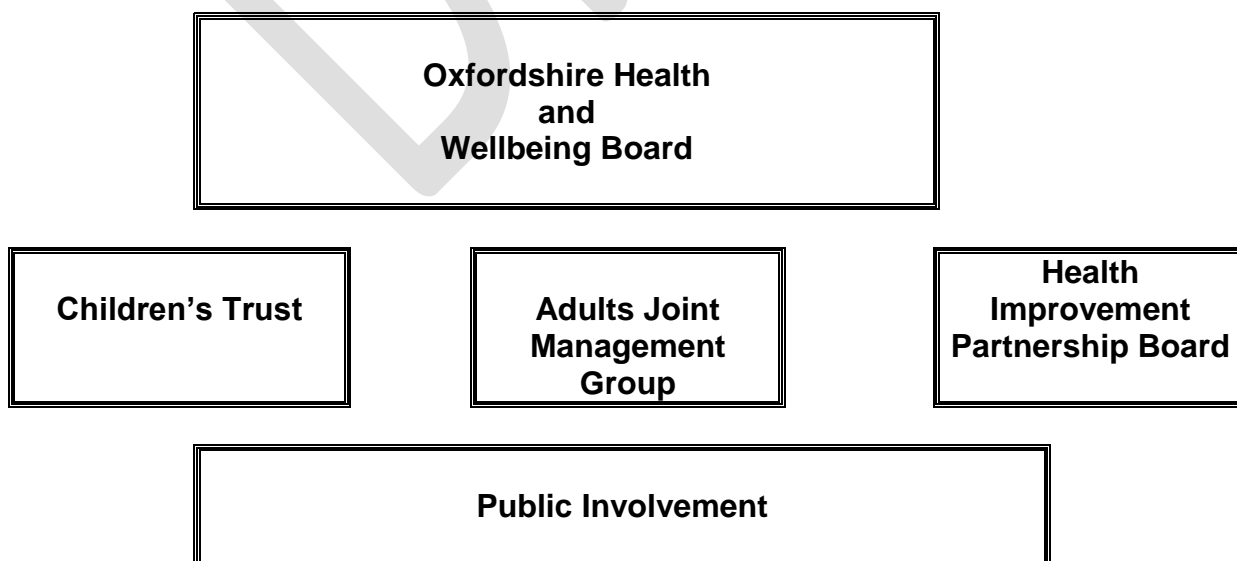 Oxfordshire Health
and
Wellbeing Board
Children’s Trust
Adults Joint
Management
Group
Health
Improvement
Partnership Board
Public Involvement